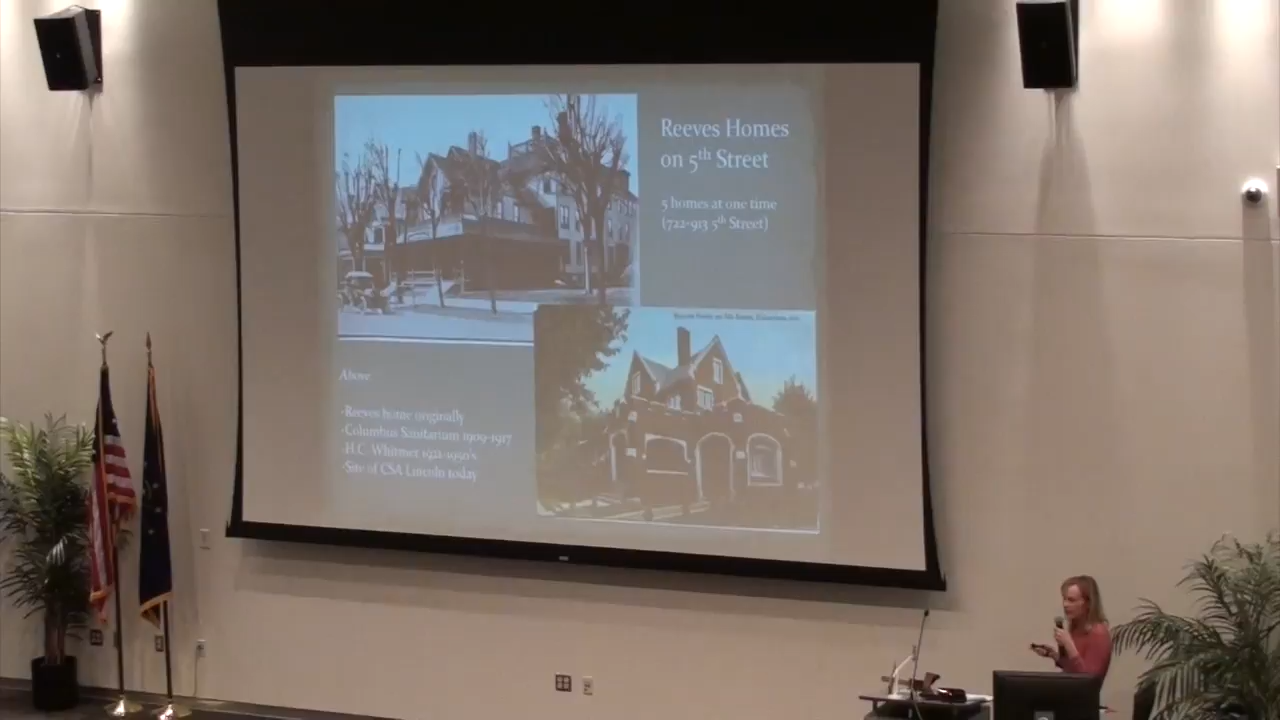 Reeves Homes
on 5th Street
5 homes at one time
(722-913 5th Street)
Above
·Reeves home originally
·Columbus Sanitarium 1909-1917
·H.C. Whitmer 1921-1950's
·Site of CSA Lincoln today